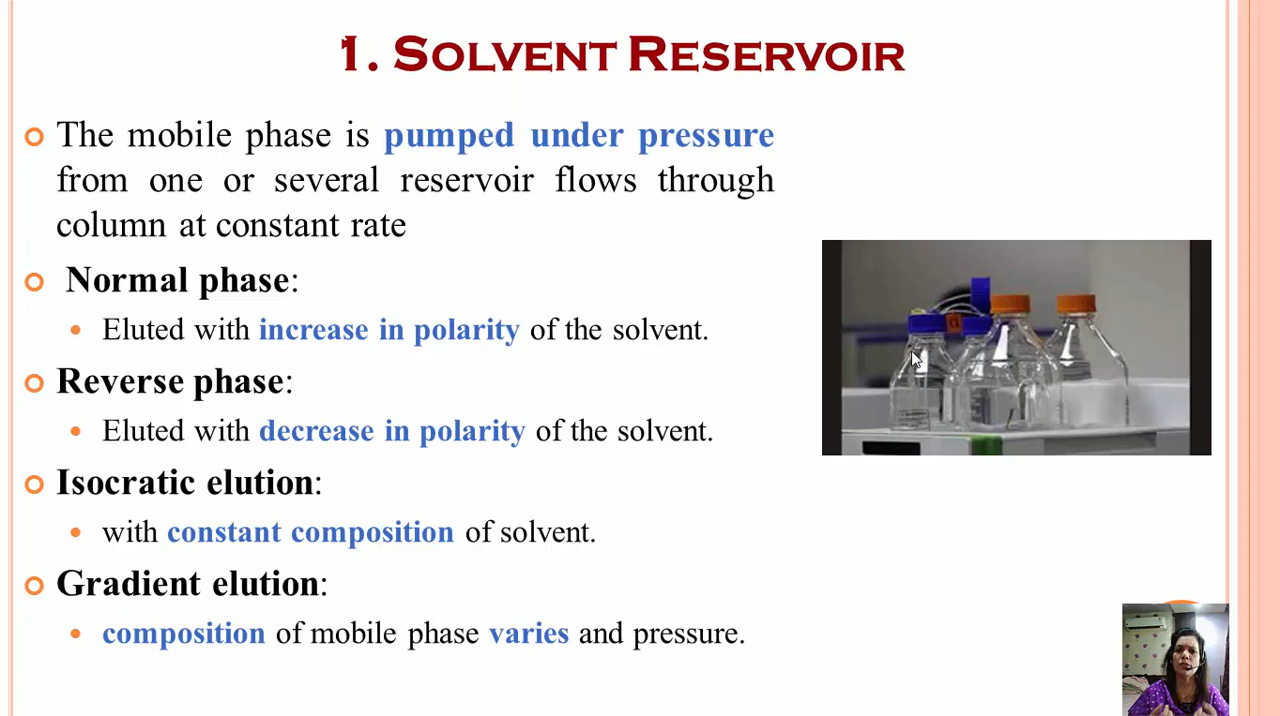 1. SOLVENT RESERVOIR
The mobile phase is pumped under pressure
from one or several reservoir flows through
column at constant rate
Normal phase:
Eluted with increase in polarity of the solvent.
Reverse phase:
Eluted with decrease in polarity of the solvent.
Isocratic elution:
with constant composition of solvent.
Gradient elution:
composition of mobile phase varies and pressure.